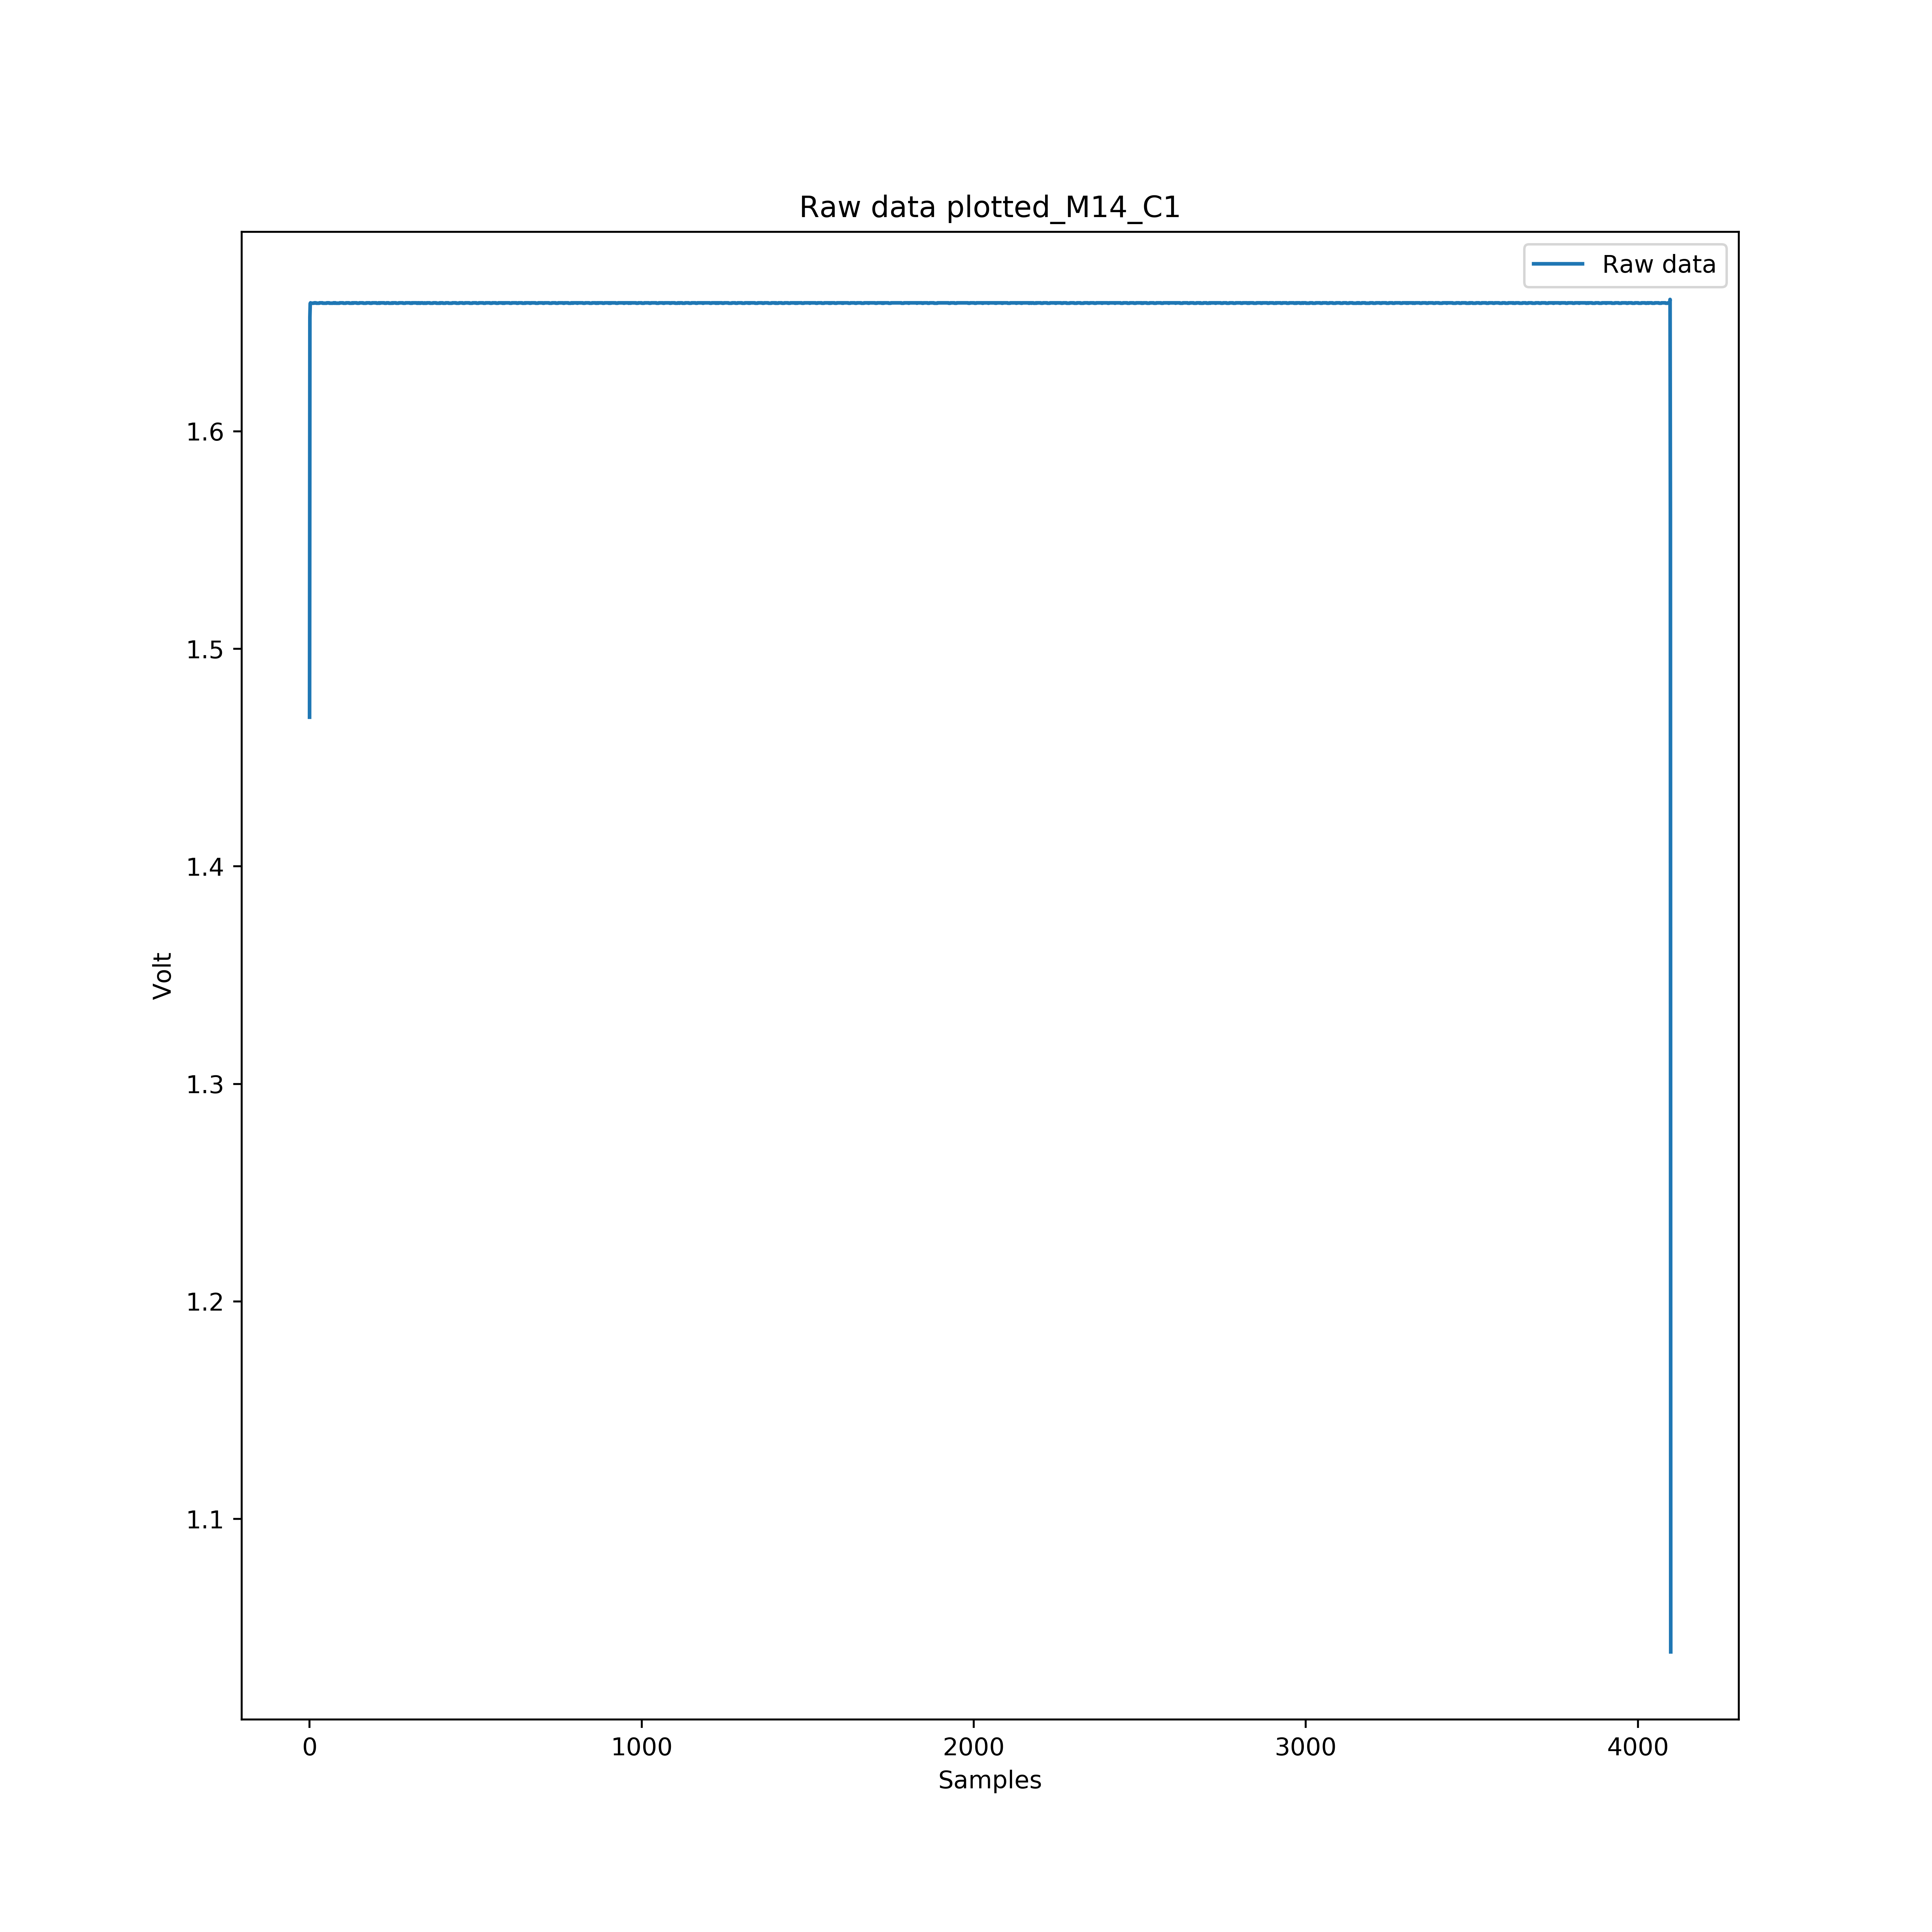 Raw data plotted_M14_C1
Raw data
1.6
1.5
1.4
1.3
1.2
1.1
Volt
0 1000 2000 3000 4000
Samples